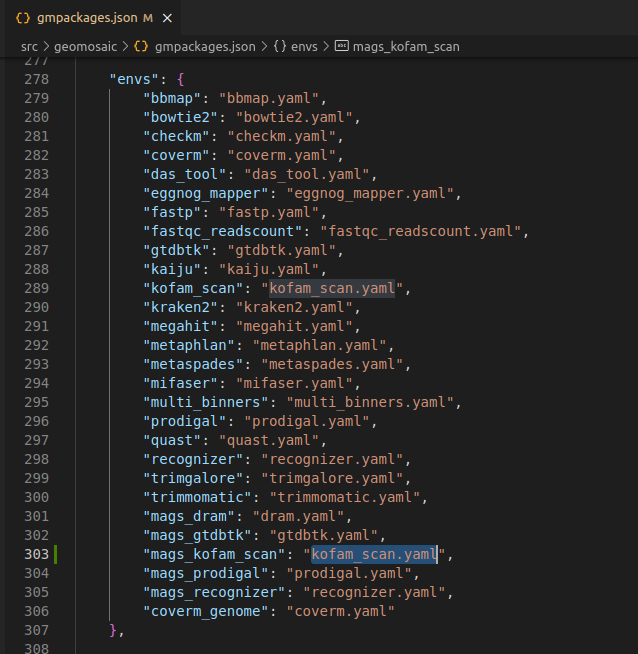 {} gmpackages.json M ×
src > geomosaic > {} gmpackages.json > {} envs > abc mags_kofam_scan
277
278 "envs": {
279 "bbmap": "bbmap.yaml",
280 "bowtie2": "bowtie2.yaml",
281 "checkm": "checkm.yaml",
282 "coverm": "coverm.yaml",
283 "das_tool": "das_tool.yaml",
284 "eggnog_mapper": "eggnog_mapper.yaml",
285 "fastp": "fastp.yaml",
286 "fastqc_readscount": "fastqc_readscount.yaml",
287 "gtdbtk": "gtdbtk.yaml",
288 "kaiju": "kaiju.yaml",
289 "kofam_scan": "kofam_scan.yaml",
290 "kraken2": "kraken2.yaml",
291 "megahit": "megahit.yaml",
292 "metaphlan": "metaphlan.yaml",
293 "metaspades": "metaspades.yaml",
294 "mifaser": "mifaser.yaml",
295 "multi_binners": "multi_binners.yaml",
296 "prodigal": "prodigal.yaml",
297 "quast": "quast.yaml",
298 "recognizer": "recognizer.yaml",
299 "trimgalore": "trimgalore.yaml",
300 "trimmomatic": "trimmomatic.yaml",
301 "mags_dram": "dram.yaml",
302 "mags_gtdbtk": "gtdbtk.yaml",
303 "mags_kofam_scan": "kofam_scan.yaml",
304 "mags_prodigal": "prodigal.yaml",
305 "mags_recognizer": "recognizer.yaml",
306 "coverm_genome": "coverm.yaml"
307 },
308